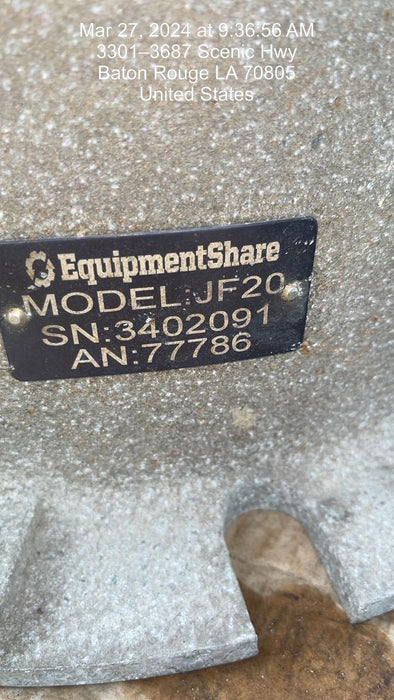 Mar 27, 2024 at 9:36:56 AM
3301–3687 Scenic Hwy
Baton Rouge LA 70805
United States
EquipmentShare
MODEL:JF20
SN:3402091
AN:77786